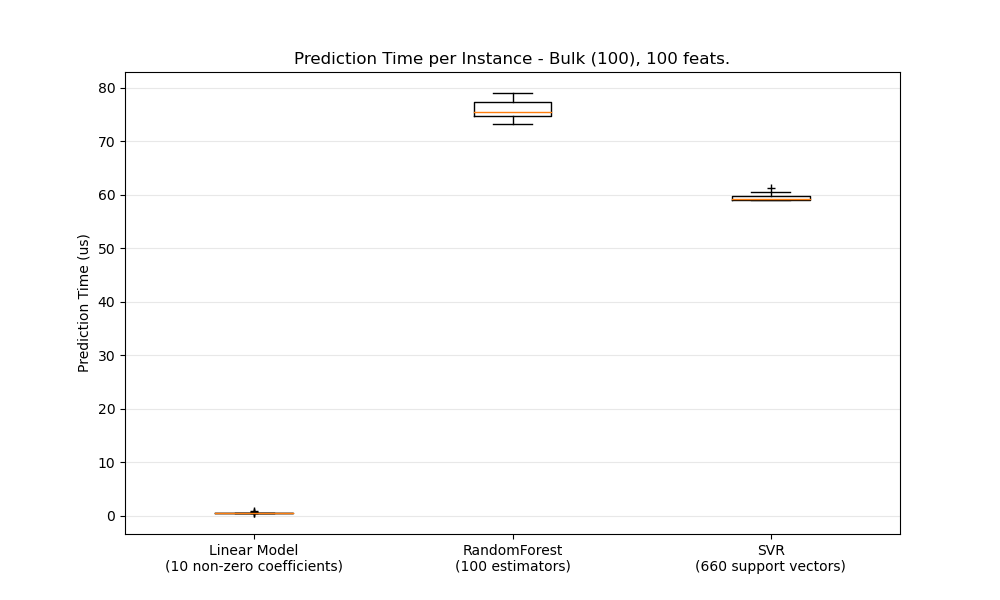 Prediction Time per Instance - Bulk (100), 100 feats.
Prediction Time (us)
80
70
60
50
40
30
20
10
0
Linear Model
(10 non-zero coefficients)
RandomForest
(100 estimators)
SVR
(660 support vectors)